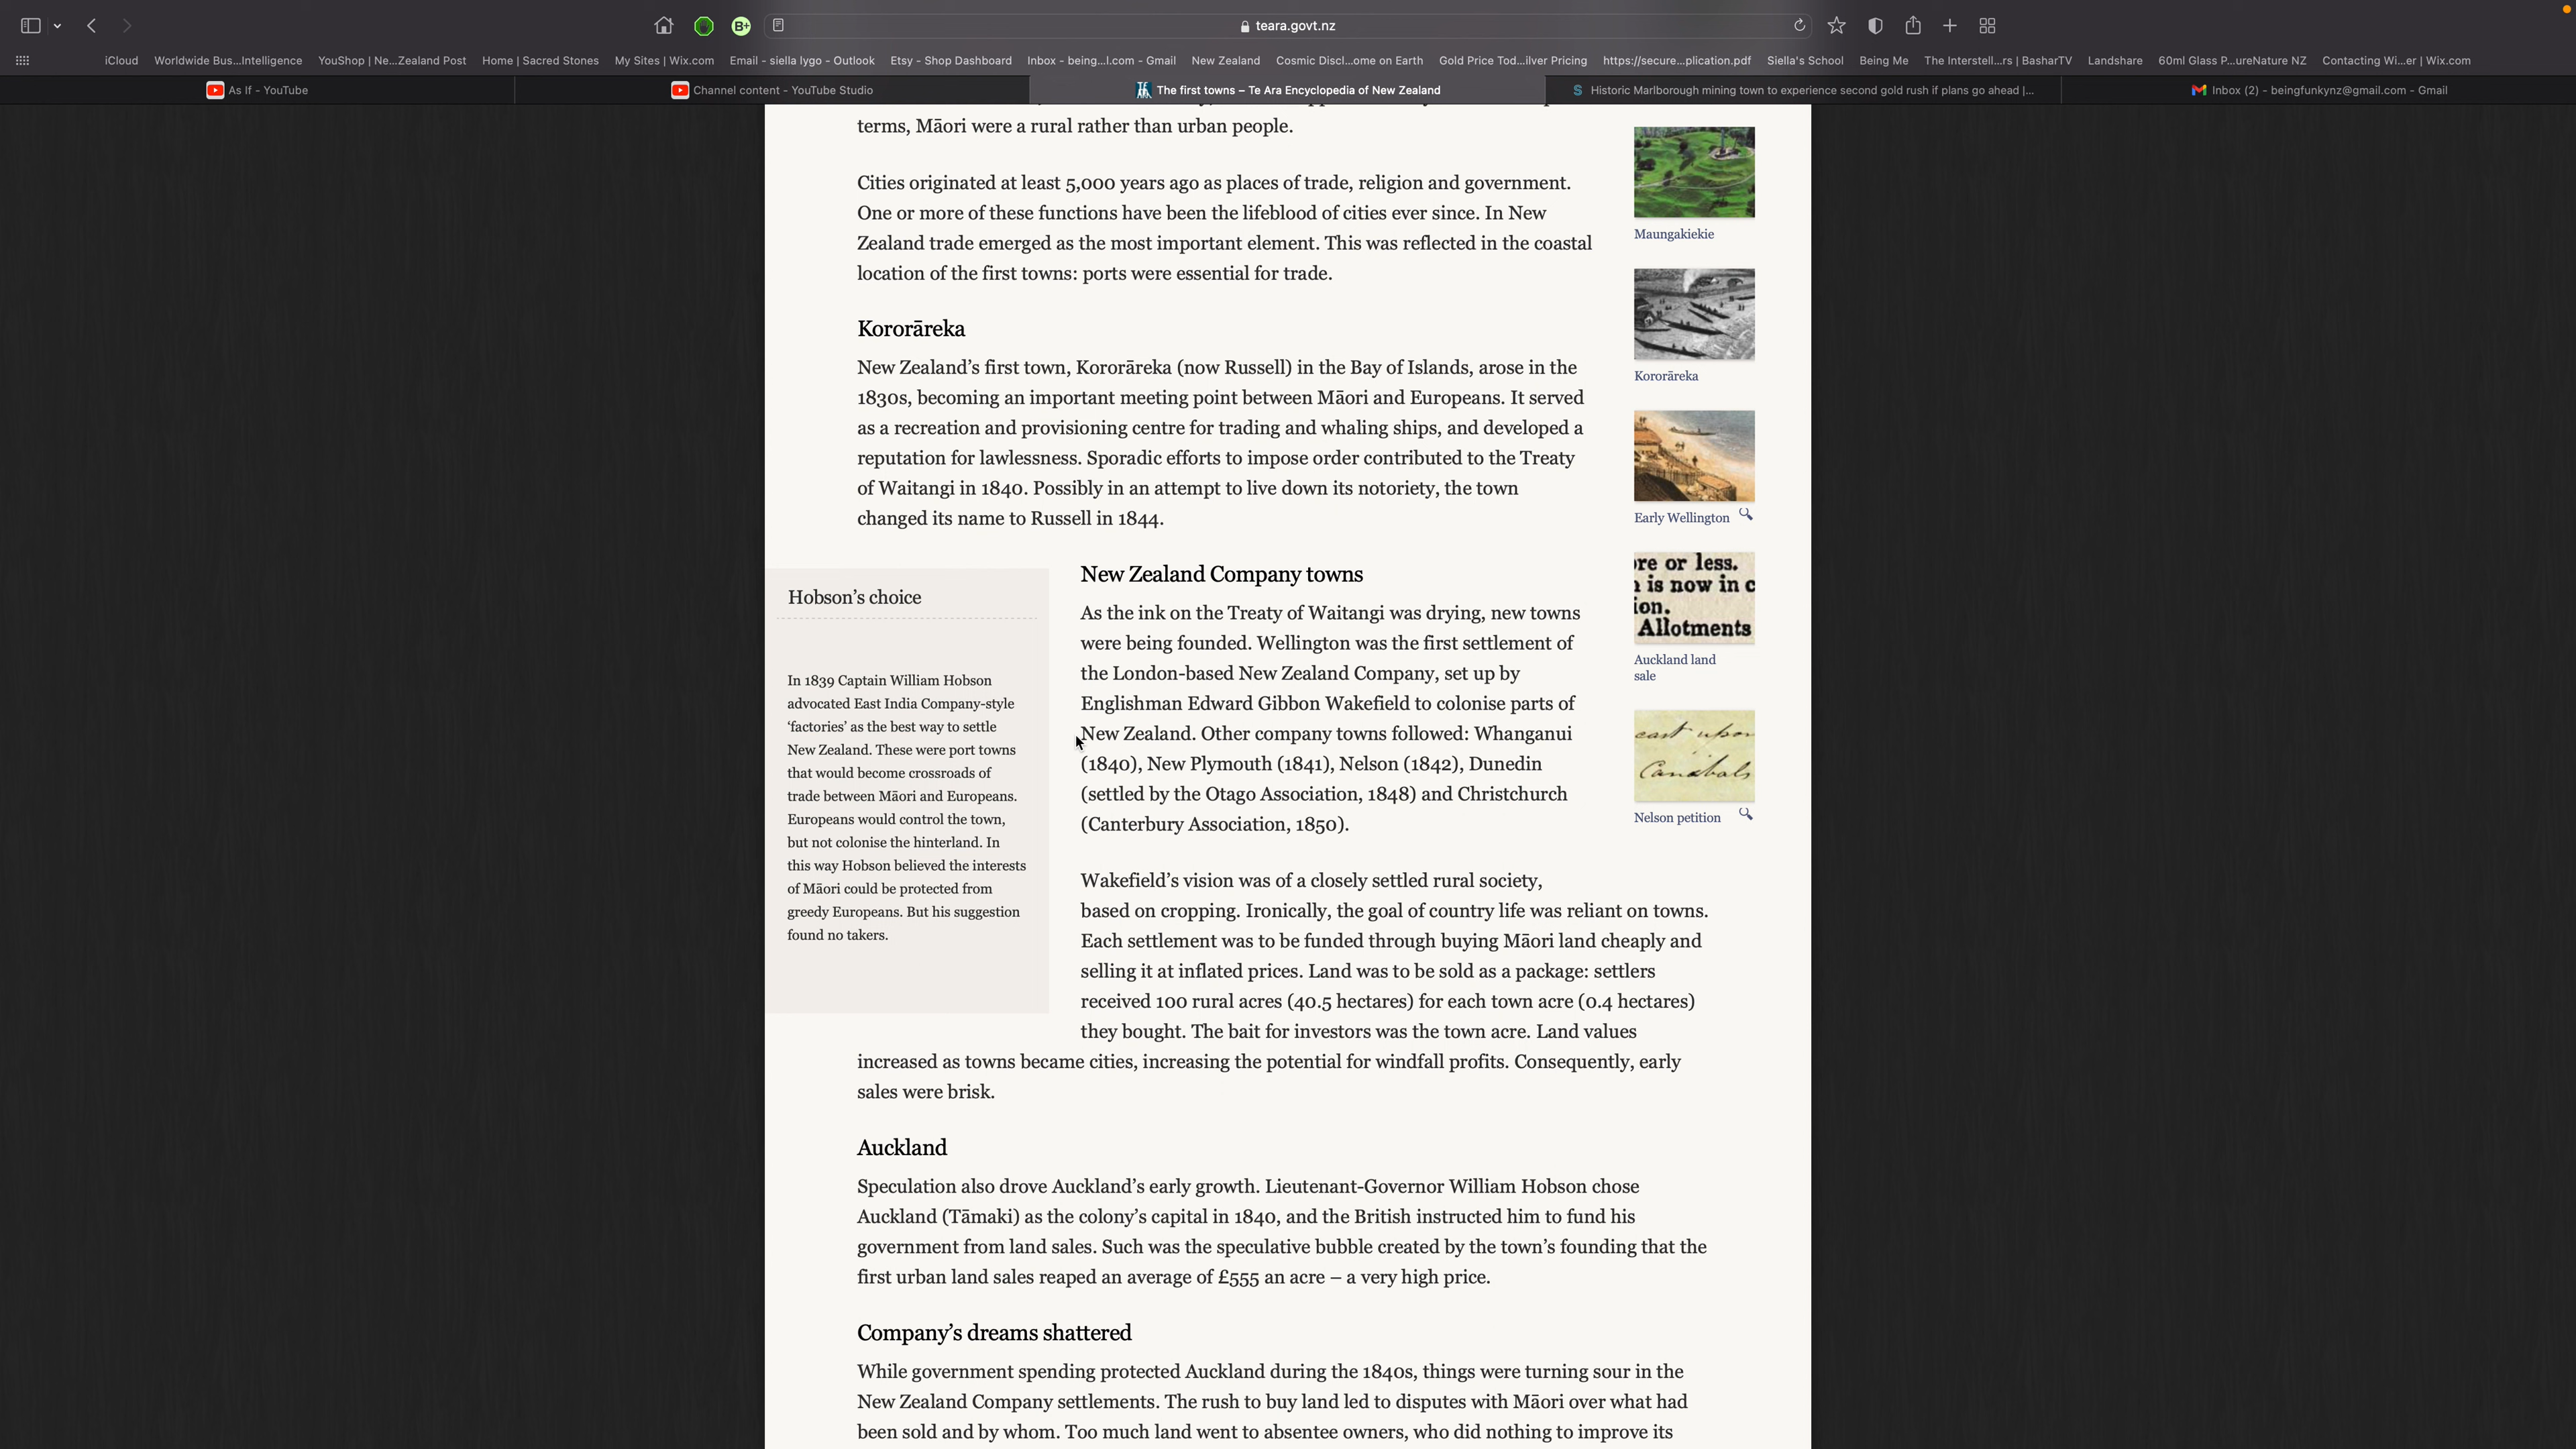 teara.govt.nz
iCloud Worldwide Bus...Intelligence YouShop | Ne...Zealand Post Home | Sacred Stones My Sites | Wix.com Email - siella lygo - Outlook Etsy - Shop Dashboard Inbox - being...l.com - Gmail New Zealand Cosmic Discl...ome on Earth Gold Price Tod...ilver Pricing https://secure...plication.pdf Siella's School Being Me The Interstell...rs | BasharTV Landshare 60ml Glass P...ureNature NZ Contacting Wi...er | Wix.com
As If - YouTube Channel content - YouTube Studio The first towns – Te Ara Encyclopedia of New Zealand Historic Marlborough mining town to experience second gold rush if plans go ahead |... Inbox (2) - beingfunkynz@gmail.com - Gmail
terms, Māori were a rural rather than urban people.
Cities originated at least 5,000 years ago as places of trade, religion and government.
One or more of these functions have been the lifeblood of cities ever since. In New
Zealand trade emerged as the most important element. This was reflected in the coastal
location of the first towns: ports were essential for trade.
Kororāreka
New Zealand’s first town, Kororāreka (now Russell) in the Bay of Islands, arose in the
1830s, becoming an important meeting point between Māori and Europeans. It served
as a recreation and provisioning centre for trading and whaling ships, and developed a
reputation for lawlessness. Sporadic efforts to impose order contributed to the Treaty
of Waitangi in 1840. Possibly in an attempt to live down its notoriety, the town
changed its name to Russell in 1844.
Hobson’s choice
In 1839 Captain William Hobson
advocated East India Company-style
‘factories’ as the best way to settle
New Zealand. These were port towns
that would become crossroads of
trade between Māori and Europeans.
Europeans would control the town,
but not colonise the hinterland. In
this way Hobson believed the interests
of Māori could be protected from
greedy Europeans. But his suggestion
found no takers.
New Zealand Company towns
As the ink on the Treaty of Waitangi was drying, new towns
were being founded. Wellington was the first settlement of
the London-based New Zealand Company, set up by
Englishman Edward Gibbon Wakefield to colonise parts of
New Zealand. Other company towns followed: Whanganui
(1840), New Plymouth (1841), Nelson (1842), Dunedin
(settled by the Otago Association, 1848) and Christchurch
(Canterbury Association, 1850).
Wakefield’s vision was of a closely settled rural society,
based on cropping. Ironically, the goal of country life was reliant on towns.
Each settlement was to be funded through buying Māori land cheaply and
selling it at inflated prices. Land was to be sold as a package: settlers
received 100 rural acres (40.5 hectares) for each town acre (0.4 hectares)
they bought. The bait for investors was the town acre. Land values
increased as towns became cities, increasing the potential for windfall profits. Consequently, early
sales were brisk.
Auckland
Speculation also drove Auckland’s early growth. Lieutenant-Governor William Hobson chose
Auckland (Tāmaki) as the colony’s capital in 1840, and the British instructed him to fund his
government from land sales. Such was the speculative bubble created by the town’s founding that the
first urban land sales reaped an average of £555 an acre – a very high price.
Company’s dreams shattered
While government spending protected Auckland during the 1840s, things were turning sour in the
New Zealand Company settlements. The rush to buy land led to disputes with Māori over what had
been sold and by whom. Too much land went to absentee owners, who did nothing to improve its
Maungakiekie
Kororāreka
Early Wellington
re or less.
is now in c
ion.
Allotments
Auckland land
sale
cast upon
Canibals
Nelson petition